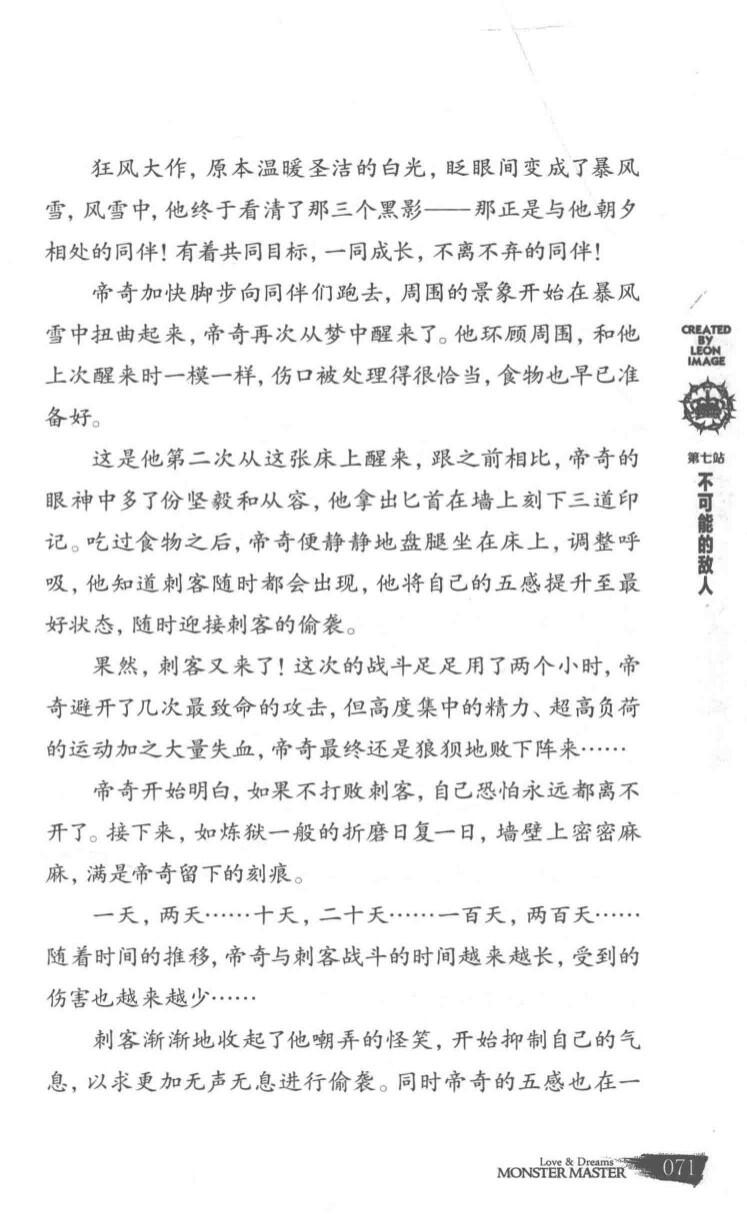 狂风大作，原本温暖圣洁的白光，眨眼间变成了暴风
雪，风雪中，他终于看清了那三个黑影——那正是与他朝夕
相处的同伴！有着共同目标，一同成长，不离不弃的同伴！
帝奇加快脚步向同伴们跑去，周围的景象开始在暴风
雪中扭曲起来，帝奇再次从梦中醒来了。他环顾周围，和他
上次醒来时一模一样，伤口被处理得很恰当，食物也早已准
备好。
这是他第二次从这张床上醒来，跟之前相比，帝奇的
眼神中多了份坚毅和从容，他拿出匕首在墙上刻下三道印
记。吃过食物之后，帝奇便静静地盘腿坐在床上，调整呼
吸，他知道刺客随时都会出现，他将自己的五感提升至最
好状态，随时迎接刺客的偷袭。
果然，刺客又来了！这次的战斗足足用了两个小时，帝
奇避开了几次最致命的攻击，但高度集中的精力、超高负荷
的运动加之大量失血，帝奇最终还是狼狈地败下阵来……
帝奇开始明白，如果不打败刺客，自己恐怕永远都离不
开了。接下来，如炼狱一般的折磨日复一日，墙壁上密密麻
麻，满是帝奇留下的刻痕。
一天，两天……十天，二十天……一百天，两百天……
随着时间的推移，帝奇与刺客战斗的时间越来越长，受到的
伤害也越来越少……
刺客渐渐地收起了他嘲弄的怪笑，开始抑制自己的气
息，以求更加无声无息进行偷袭。同时帝奇的五感也在一
CREATED
BY
LEON
IMAGE
第七站
不可能的敌人
Love & Dreams
MONSTER MASTER
071